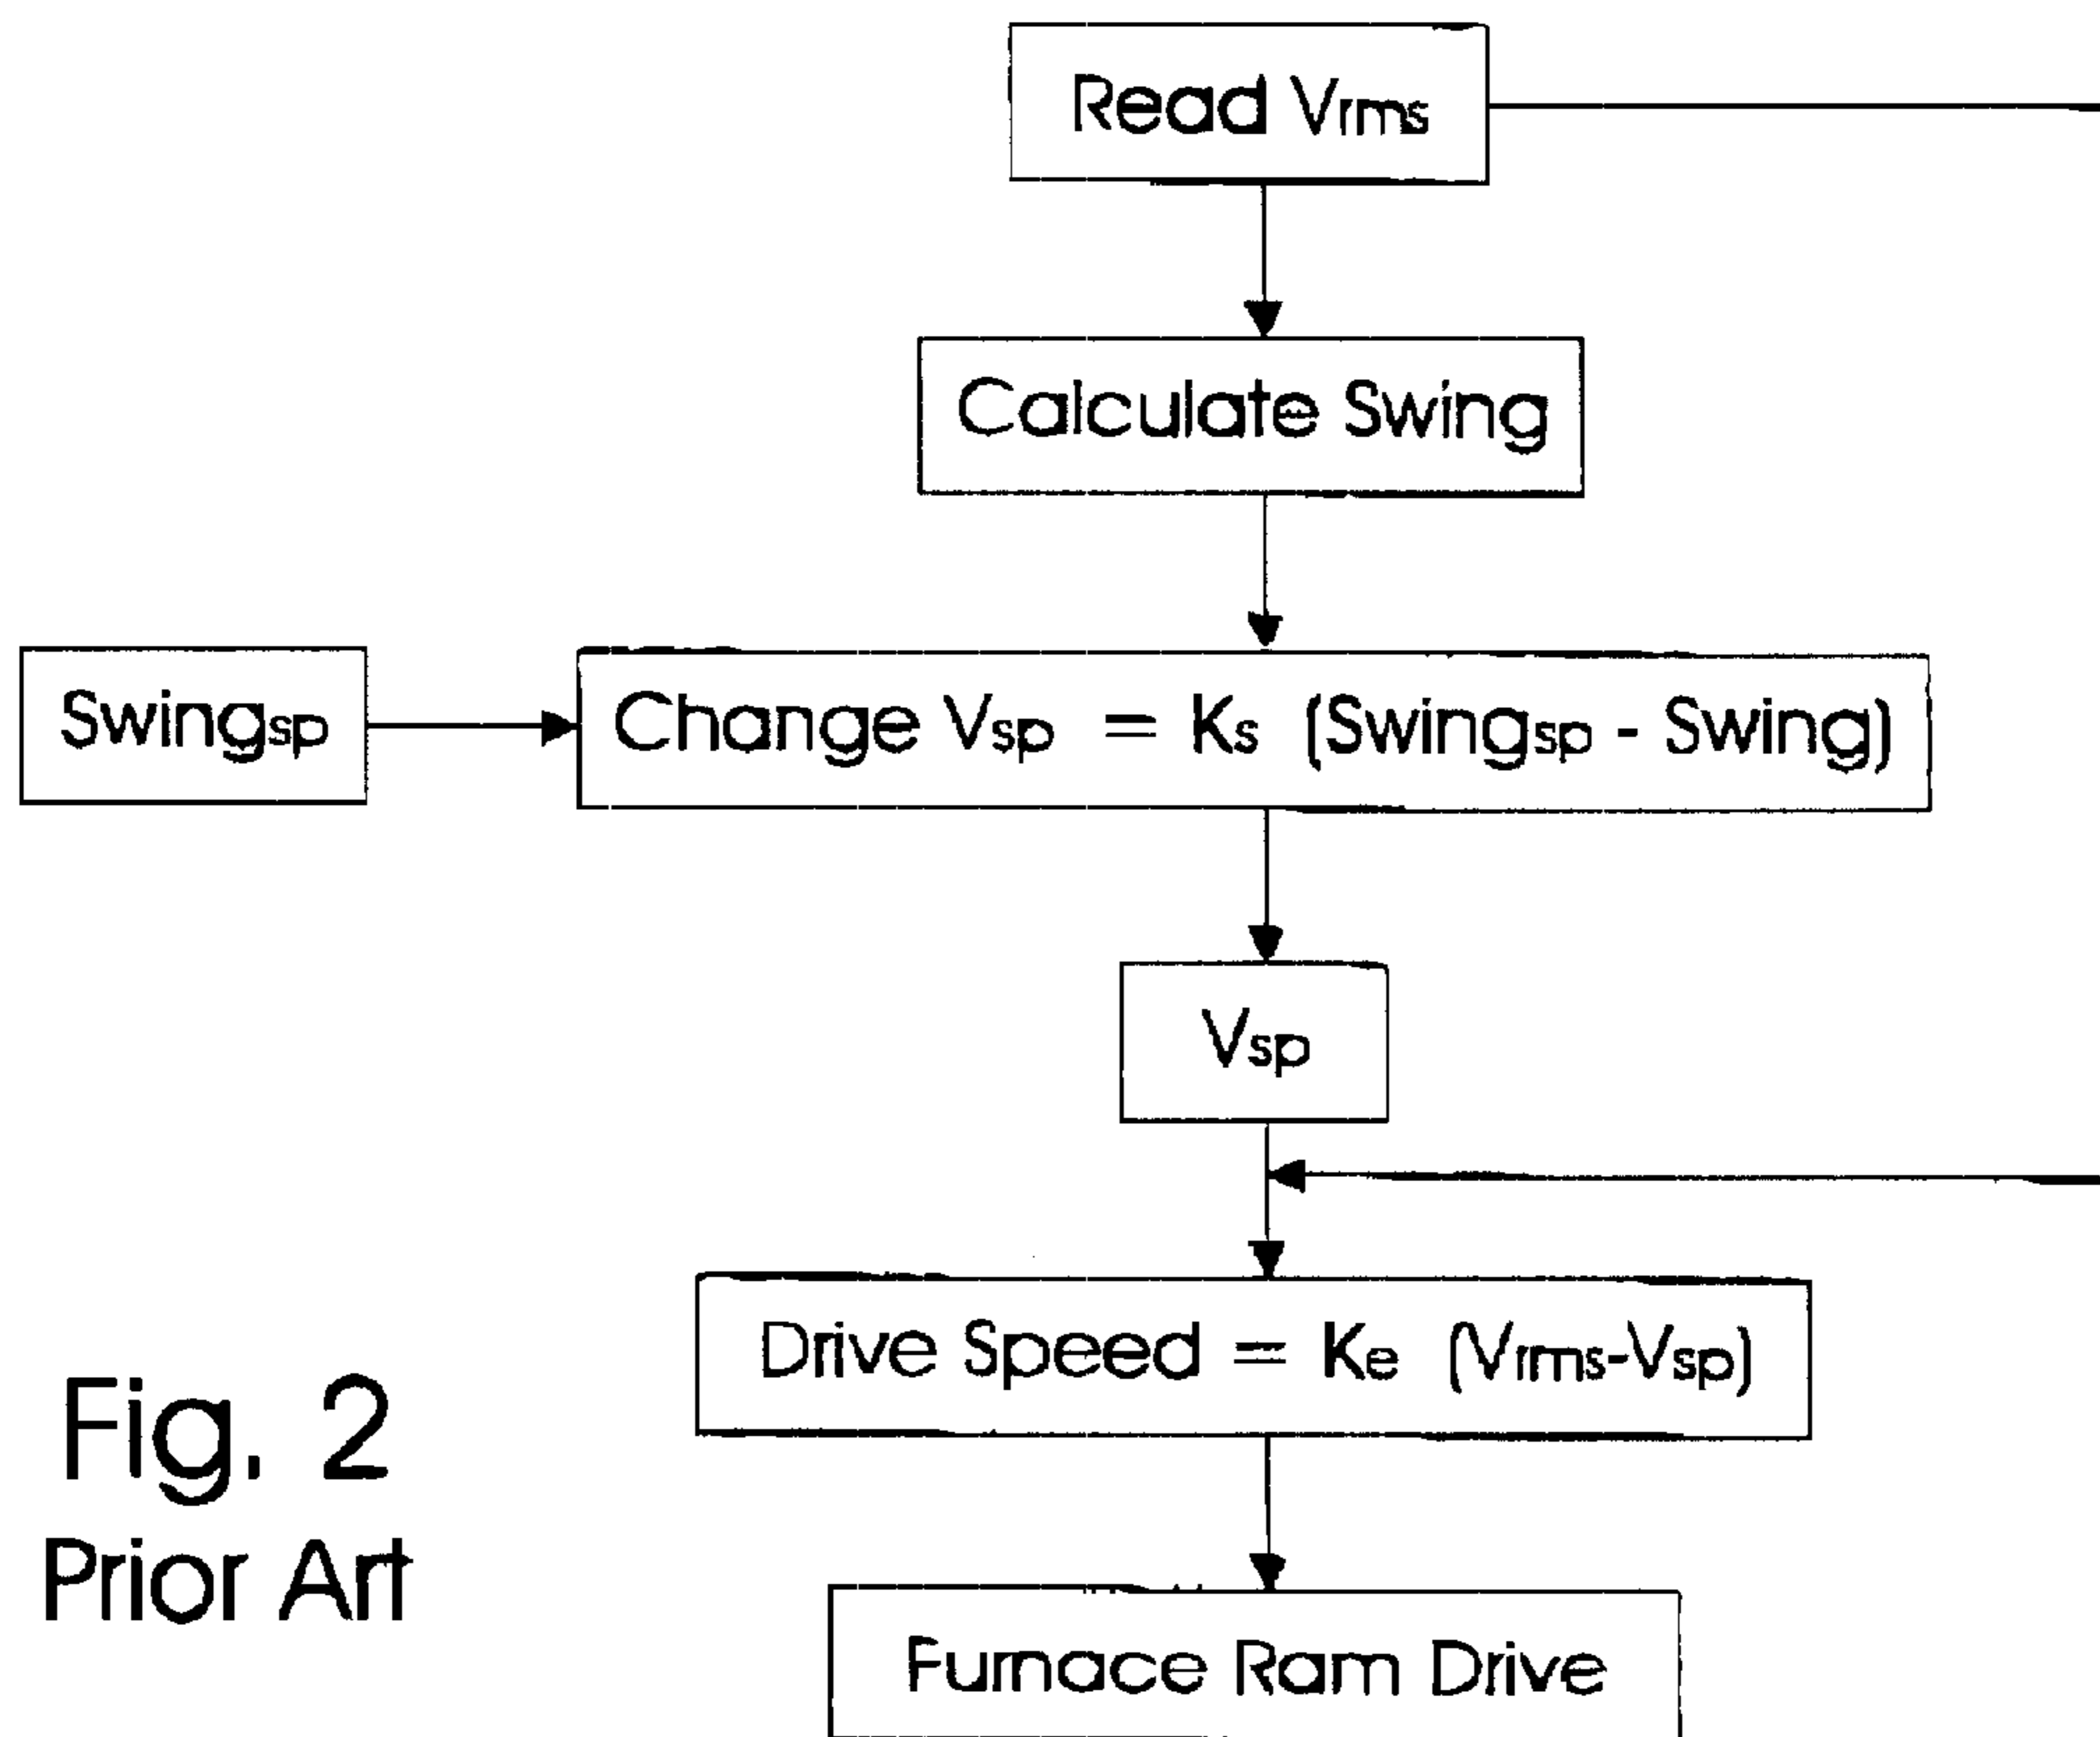 Read Vrms
Calculate Swing
Swingsp
Change Vsp = Ks (Swingsp - Swing)
Vsp
Drive Speed = Ke (Vrms-Vsp)
Furnace Ram Drive
Fig. 2
Prior Art